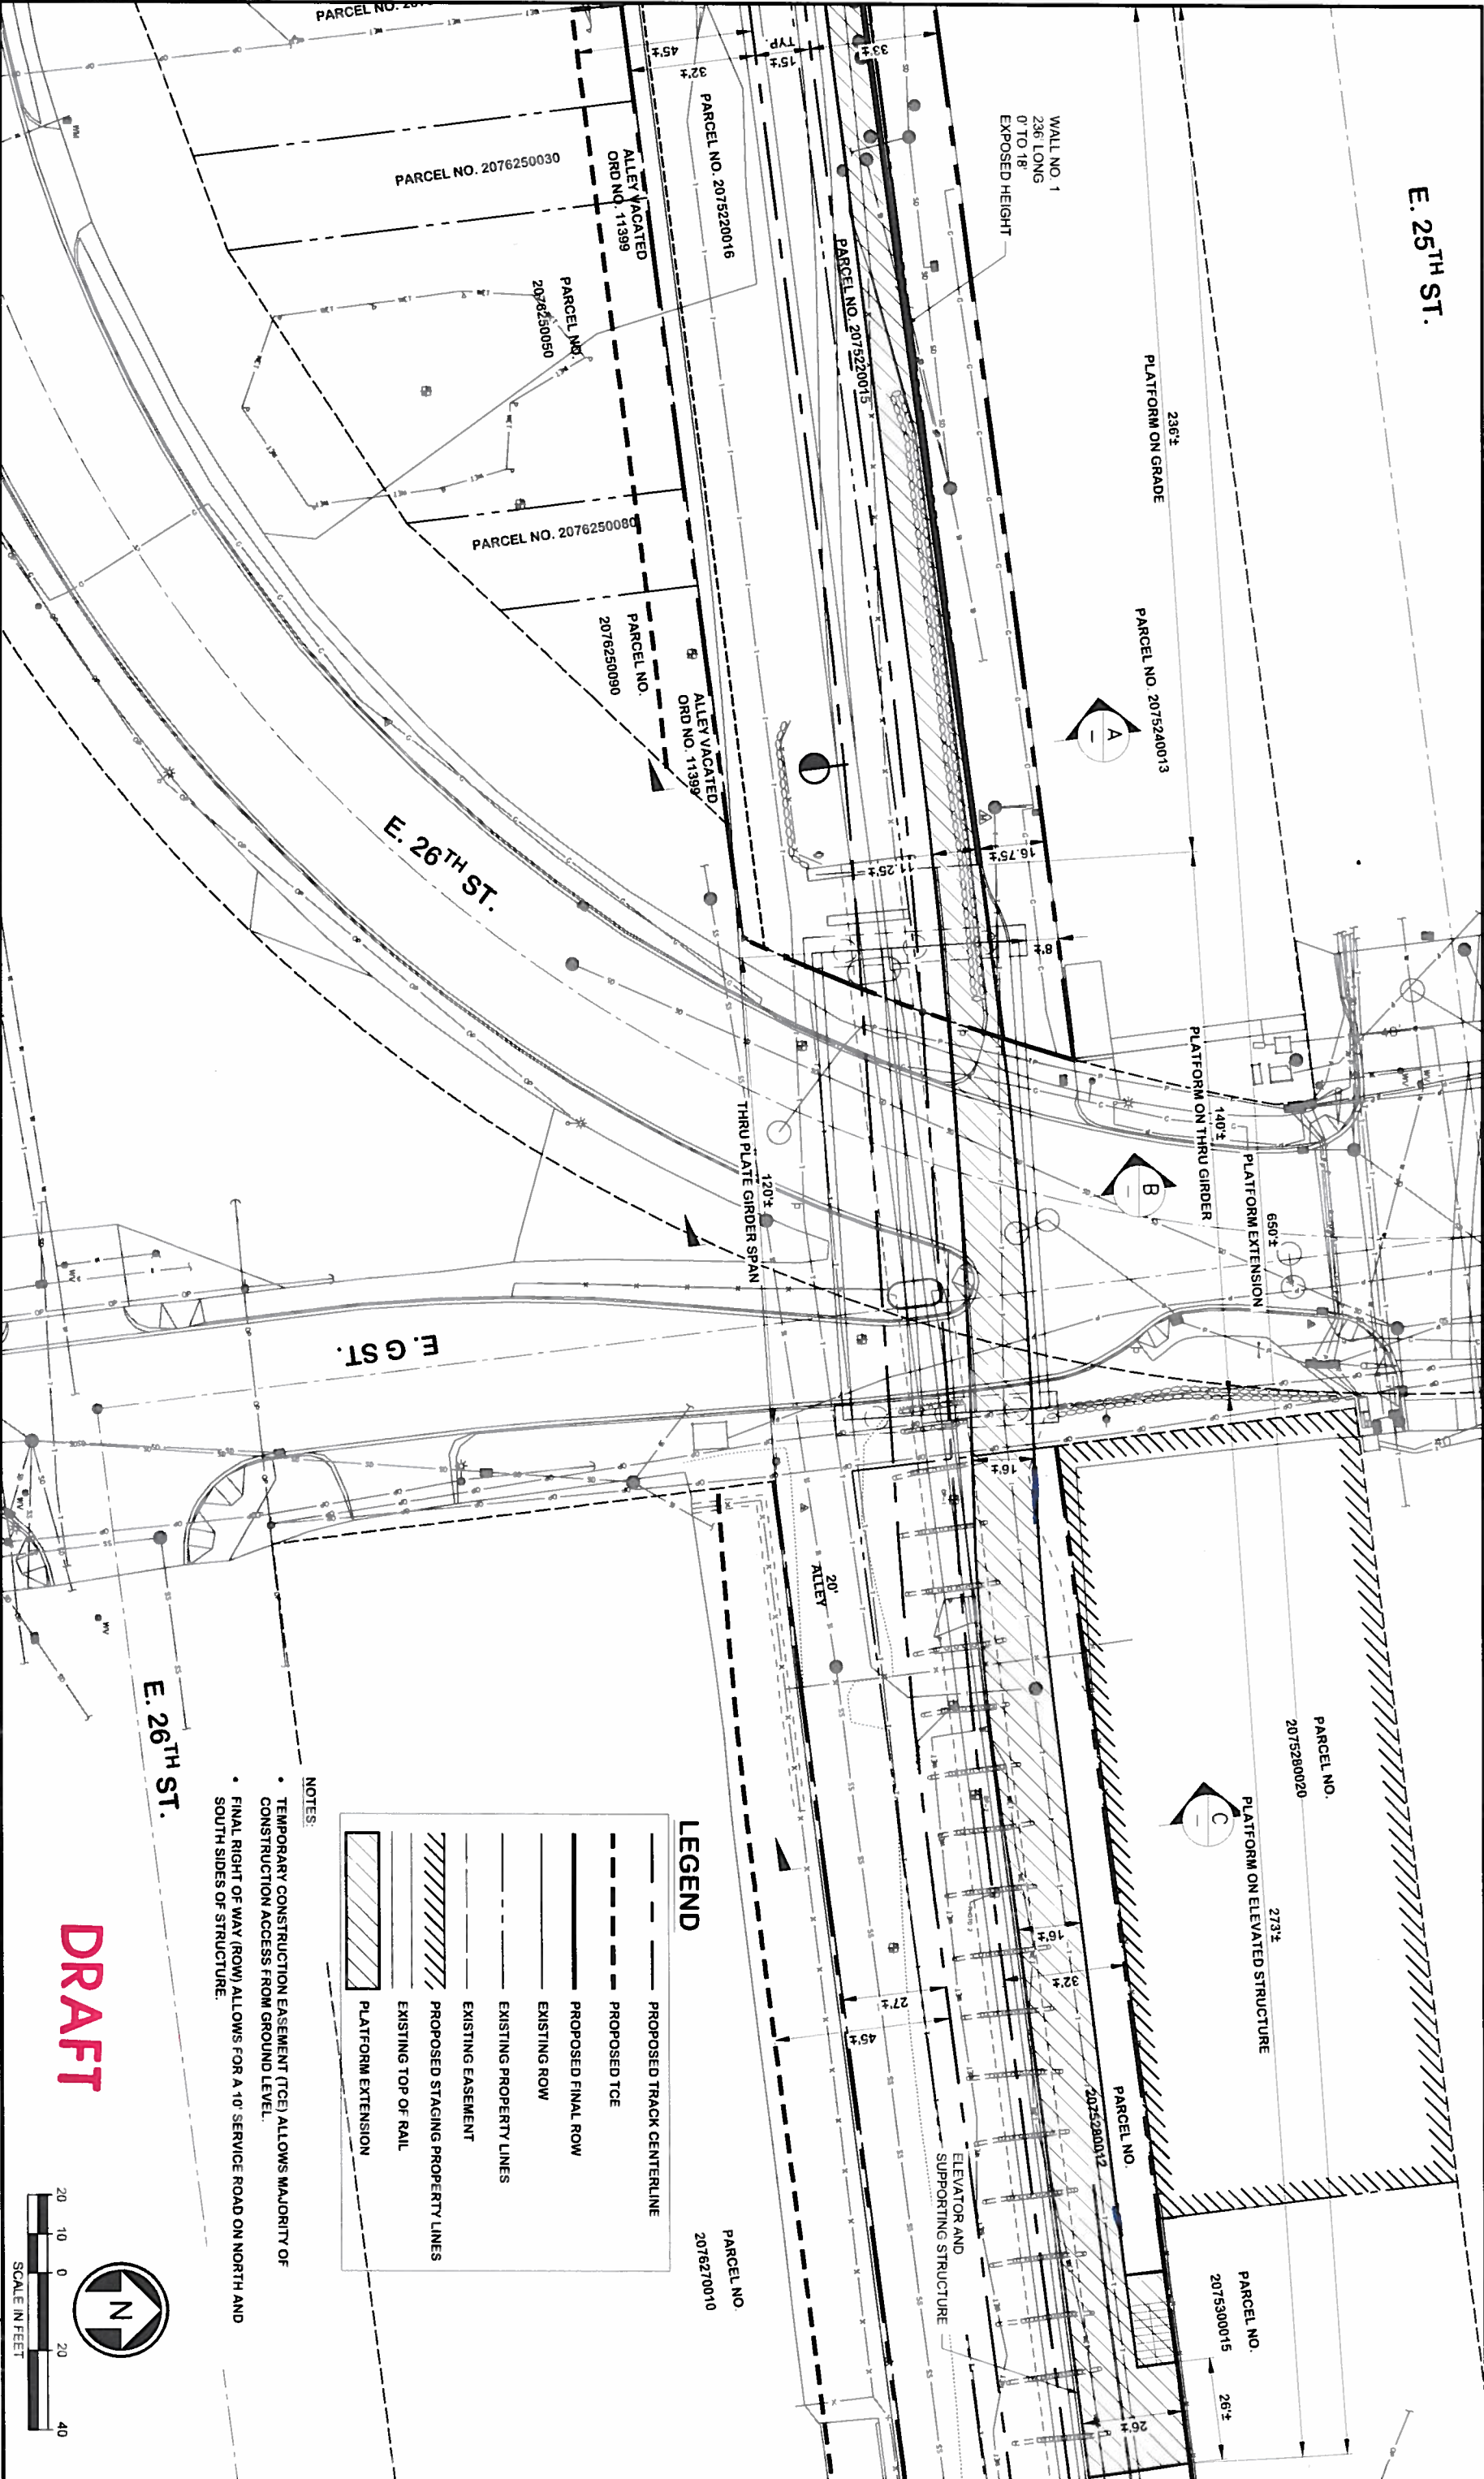 E. 25TH ST.
WALL NO. 1
236' LONG
0' TO 18'
EXPOSED HEIGHT
236'±
PLATFORM ON GRADE
PARCEL NO. 2075240013
A
45'±
32'±
15'±
TYP.
33'±
PARCEL NO. 2075220016
PARCEL NO. 2075220015
PARCEL NO. 2076250030
ALLEY VACATED
ORD NO. 11399
PARCEL NO.
2076250050
PARCEL NO. 2076250080
PARCEL NO.
2076250090
ALLEY VACATED
ORD NO. 11399
E. 26TH ST.
16.75'±
11.25'±
8'±
140'±
PLATFORM ON THRU GIRDER
650'±
PLATFORM EXTENSION
B
120'±
THRU PLATE GIRDER SPAN
E. G ST.
16'±
20'
ALLEY
PARCEL NO.
2075280020
273'±
PLATFORM ON ELEVATED STRUCTURE
C
16'±
32'±
27'±
45'±
PARCEL NO.
2075280012
ELEVATOR AND
SUPPORTING STRUCTURE
PARCEL NO.
2075300015
26'±
26'±
PARCEL NO.
2076270010
LEGEND
PROPOSED TRACK CENTERLINE
PROPOSED TCE
PROPOSED FINAL ROW
EXISTING ROW
EXISTING PROPERTY LINES
EXISTING EASEMENT
PROPOSED STAGING PROPERTY LINES
EXISTING TOP OF RAIL
PLATFORM EXTENSION
NOTES:
• TEMPORARY CONSTRUCTION EASEMENT (TCE) ALLOWS MAJORITY OF
CONSTRUCTION ACCESS FROM GROUND LEVEL.
• FINAL RIGHT OF WAY (ROW) ALLOWS FOR A 10' SERVICE ROAD ON NORTH AND
SOUTH SIDES OF STRUCTURE.
E. 26TH ST.
DRAFT
N
20 10 0 20 40
SCALE IN FEET